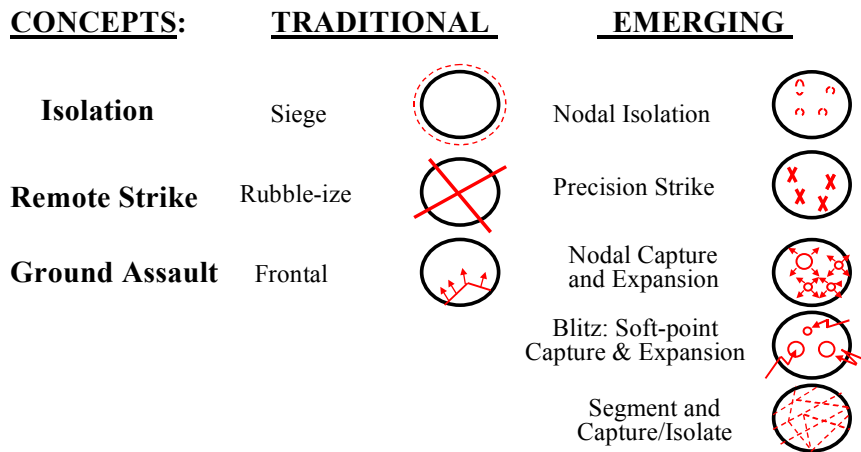 CONCEPTS: TRADITIONAL EMERGING
Isolation Siege Nodal Isolation
Remote Strike Rubble-ize Precision Strike
Ground Assault Frontal Nodal Capture
and Expansion
Blitz: Soft-point
Capture & Expansion
Segment and
Capture/Isolate